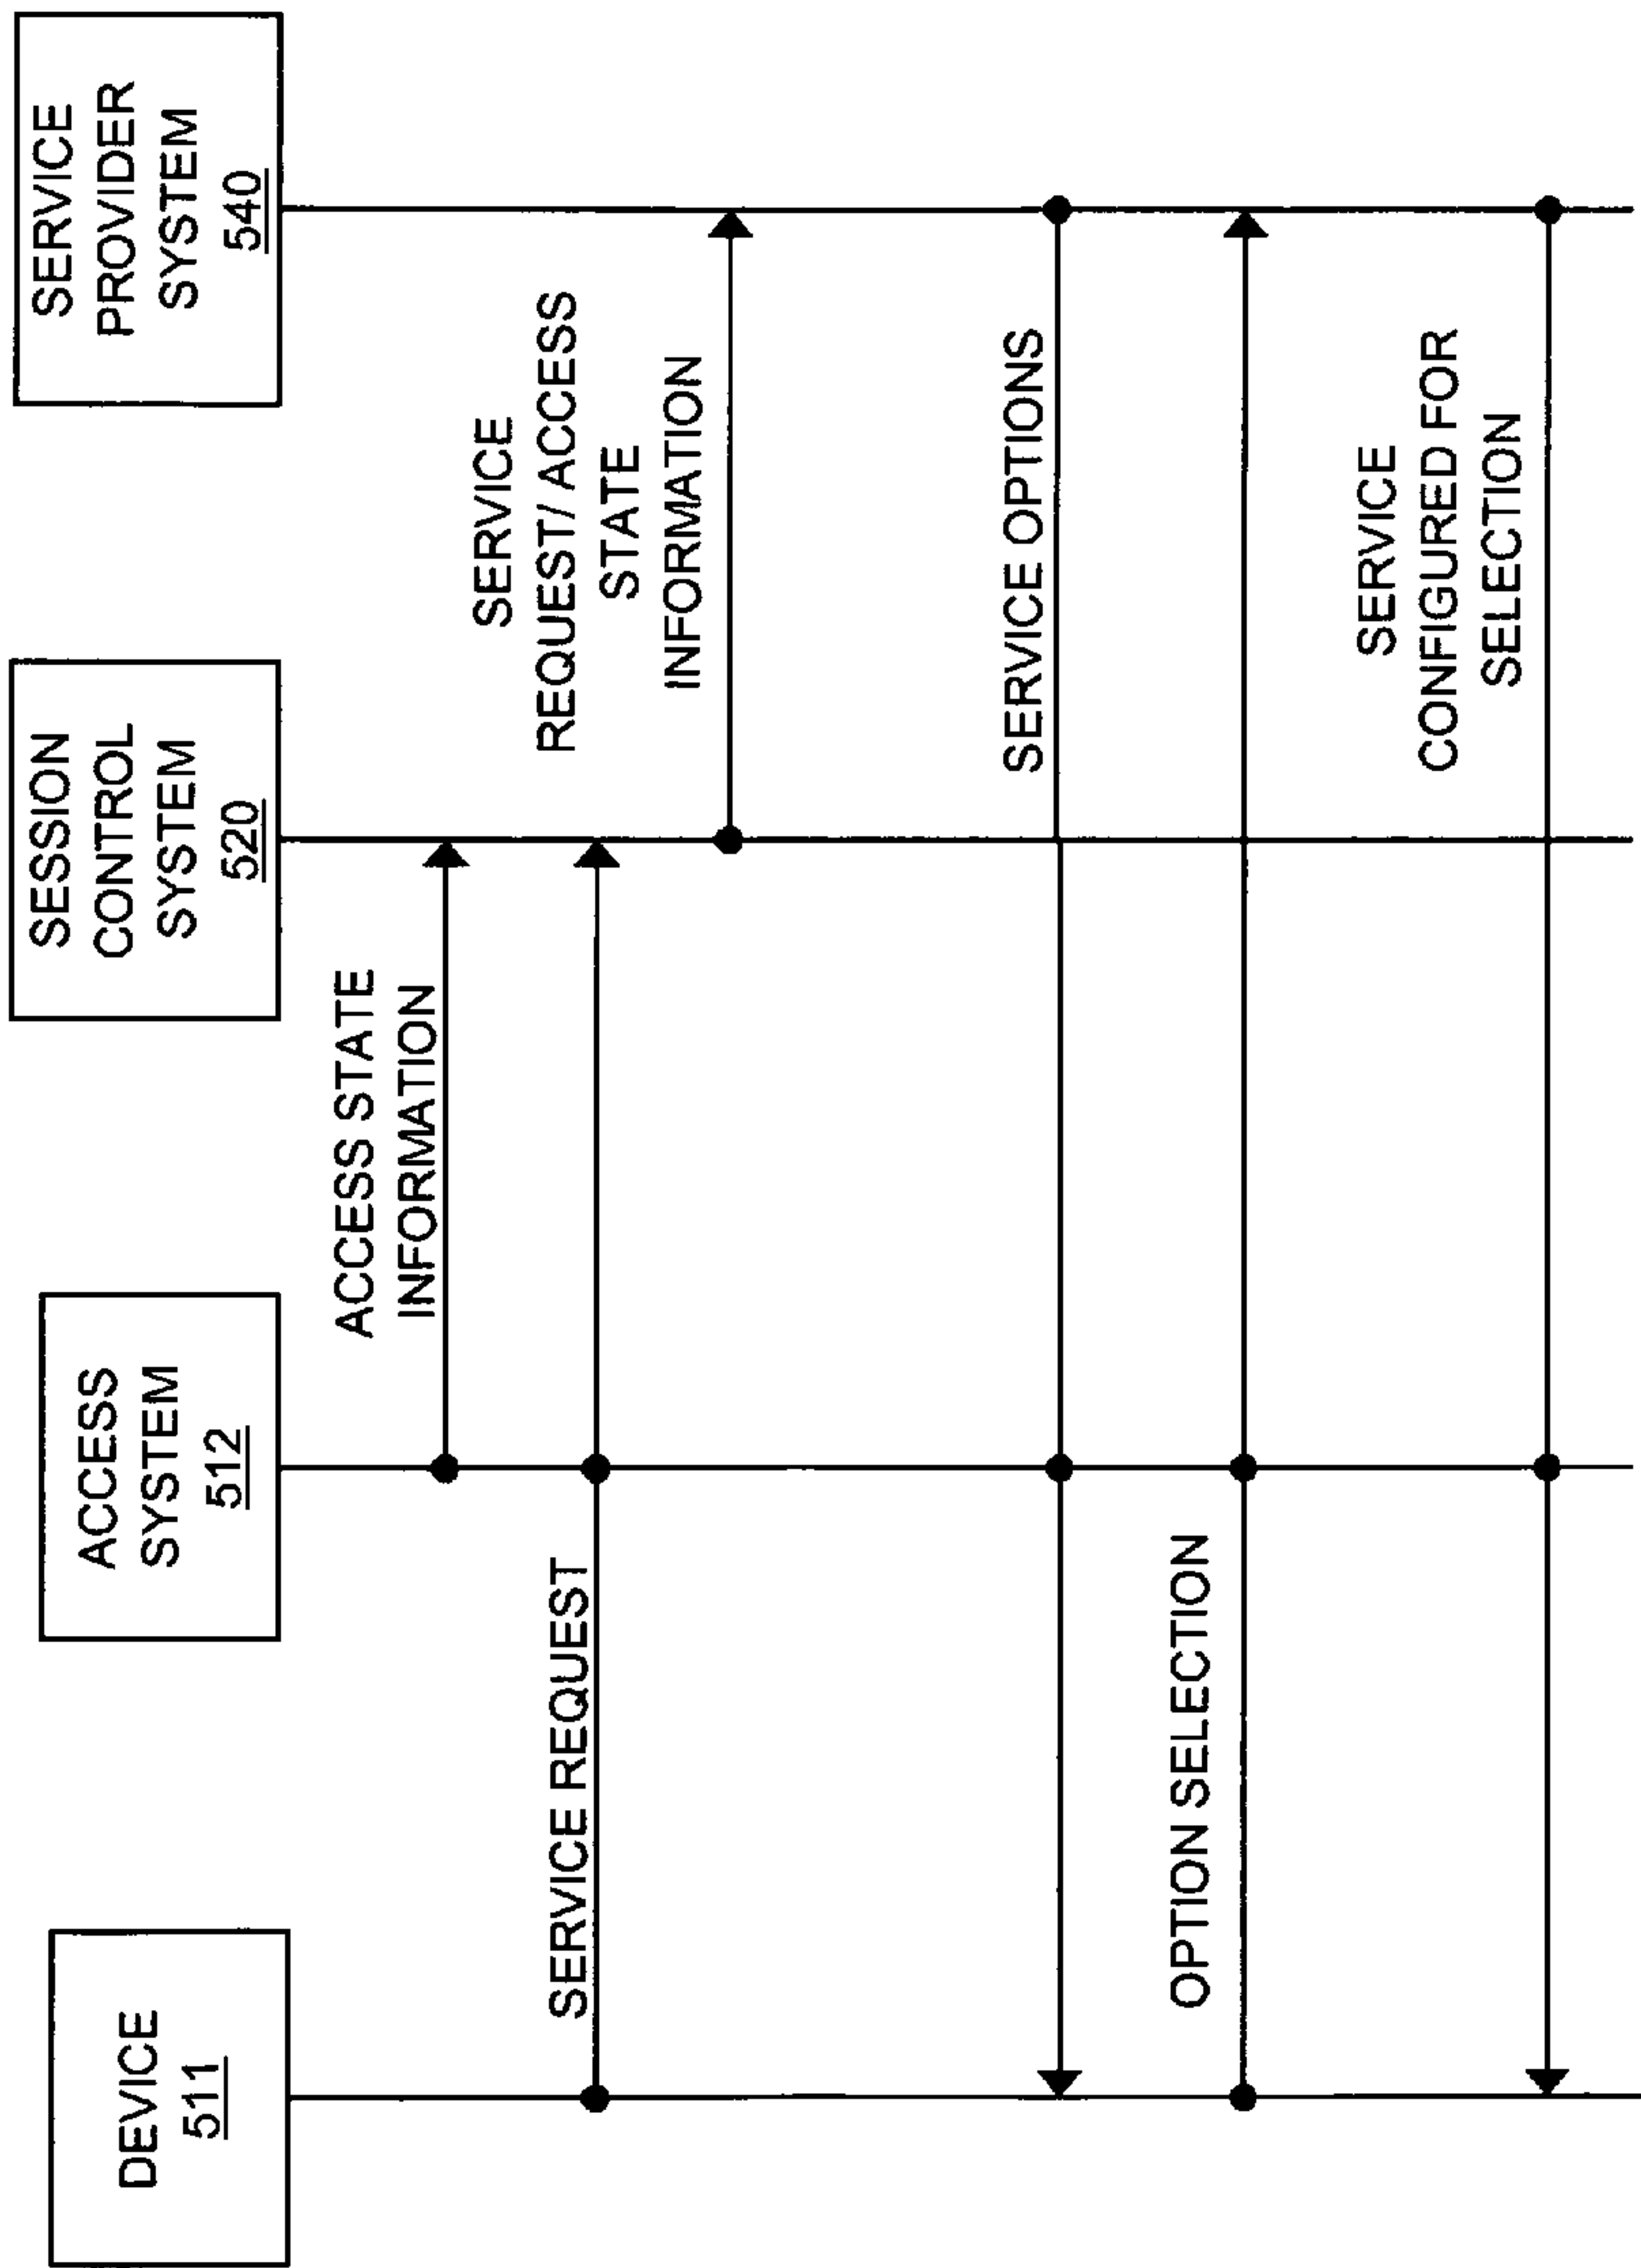 DEVICE
511
ACCESS
SYSTEM
512
SESSION
CONTROL
SYSTEM
520
SERVICE
PROVIDER
SYSTEM
540
ACCESS STATE
INFORMATION
SERVICE REQUEST
SERVICE
REQUEST/ ACCESS
STATE
INFORMATION
SERVICE OPTIONS
OPTION SELECTION
SERVICE
CONFIGURED FOR
SELECTION